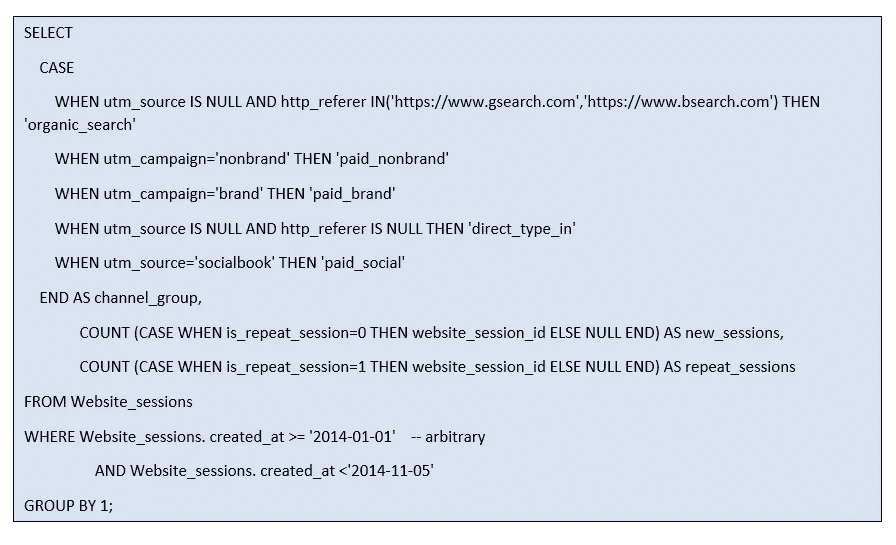 SELECT
CASE
WHEN utm_source IS NULL AND http_referer IN('https://www.gsearch.com','https://www.bsearch.com') THEN
'organic_search'
WHEN utm_campaign='nonbrand' THEN 'paid_nonbrand'
WHEN utm_campaign='brand' THEN 'paid_brand'
WHEN utm_source IS NULL AND http_referer IS NULL THEN 'direct_type_in'
WHEN utm_source='socialbook' THEN 'paid_social'
END AS channel_group,
COUNT (CASE WHEN is_repeat_session=0 THEN website_session_id ELSE NULL END) AS new_sessions,
COUNT (CASE WHEN is_repeat_session=1 THEN website_session_id ELSE NULL END) AS repeat_sessions
FROM Website_sessions
WHERE Website_sessions. created_at >= '2014-01-01' -- arbitrary
AND Website_sessions. created_at <'2014-11-05'
GROUP BY 1;